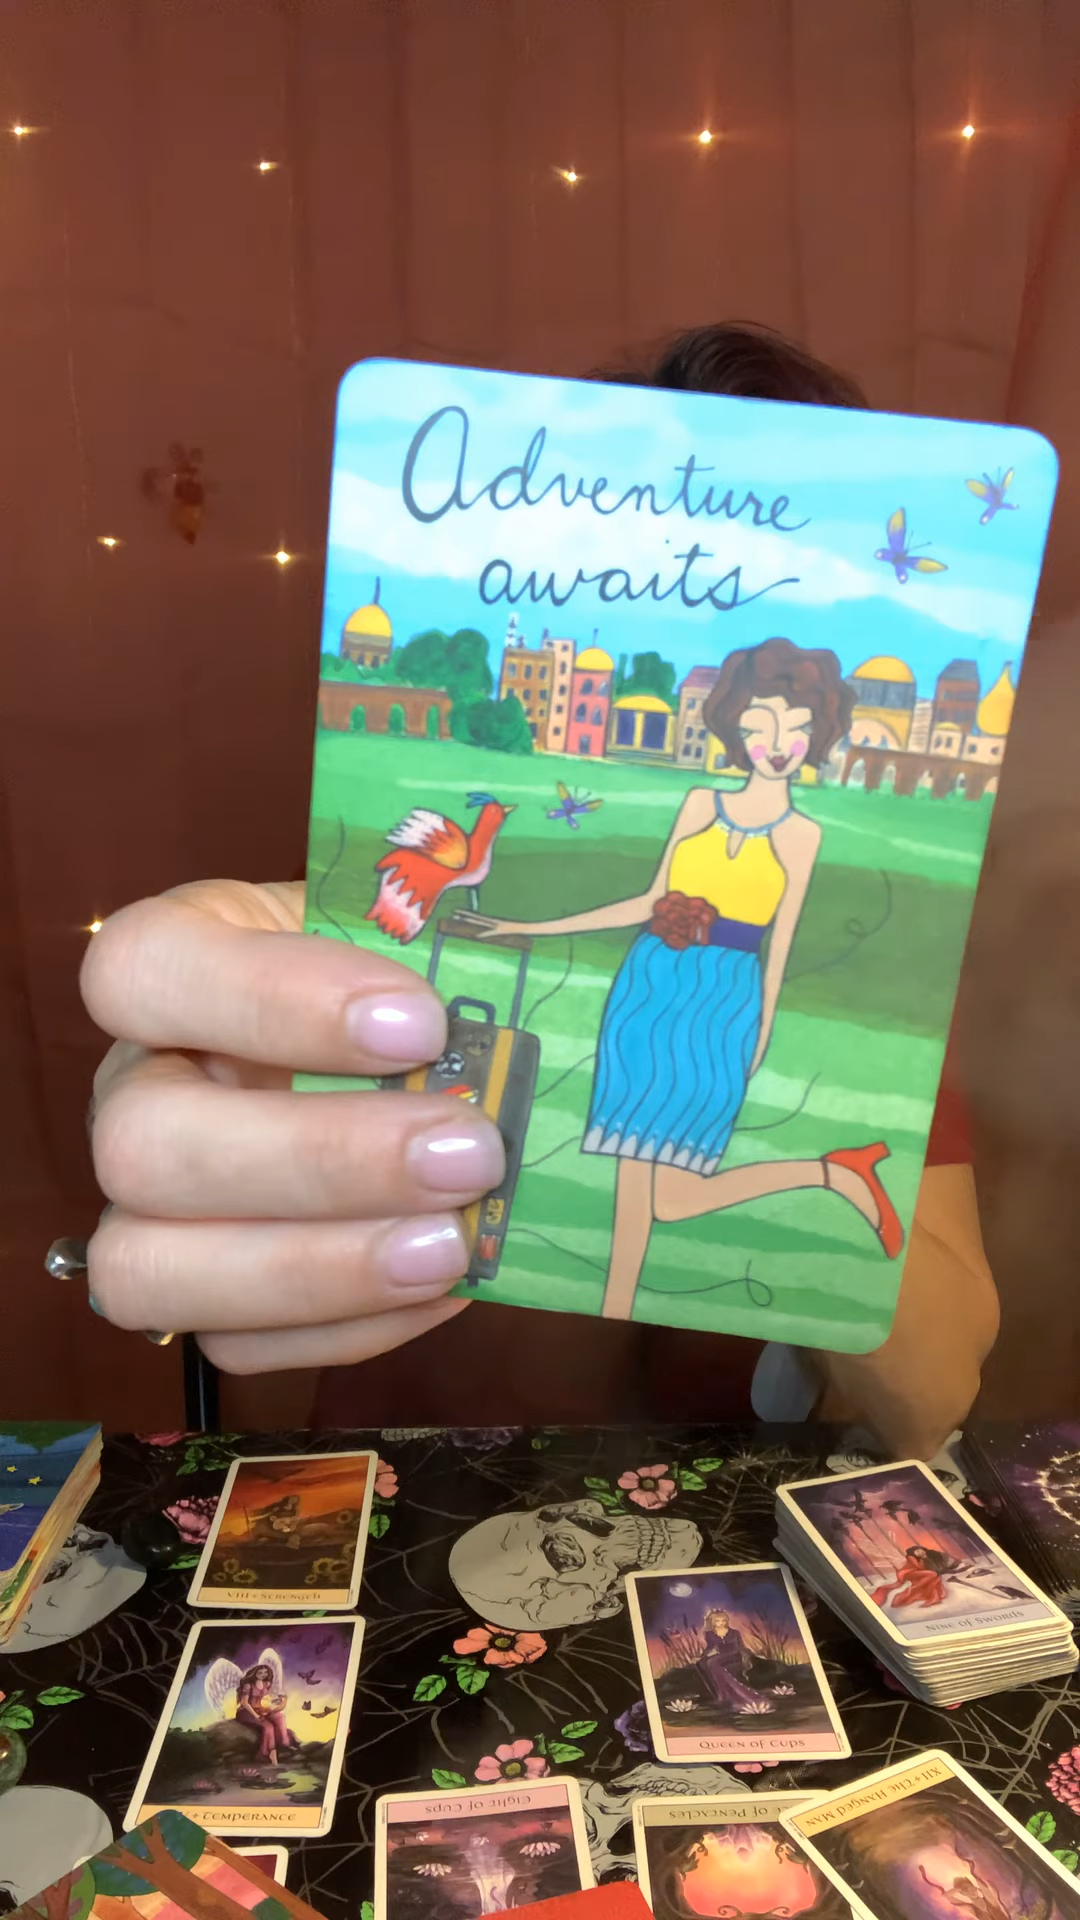 Adventure
awaits
VIII + Strength
Nine of Swords
Queen of Cups
Temperance
Eight of Cups
of Pentacles
XII + The Hanged Man